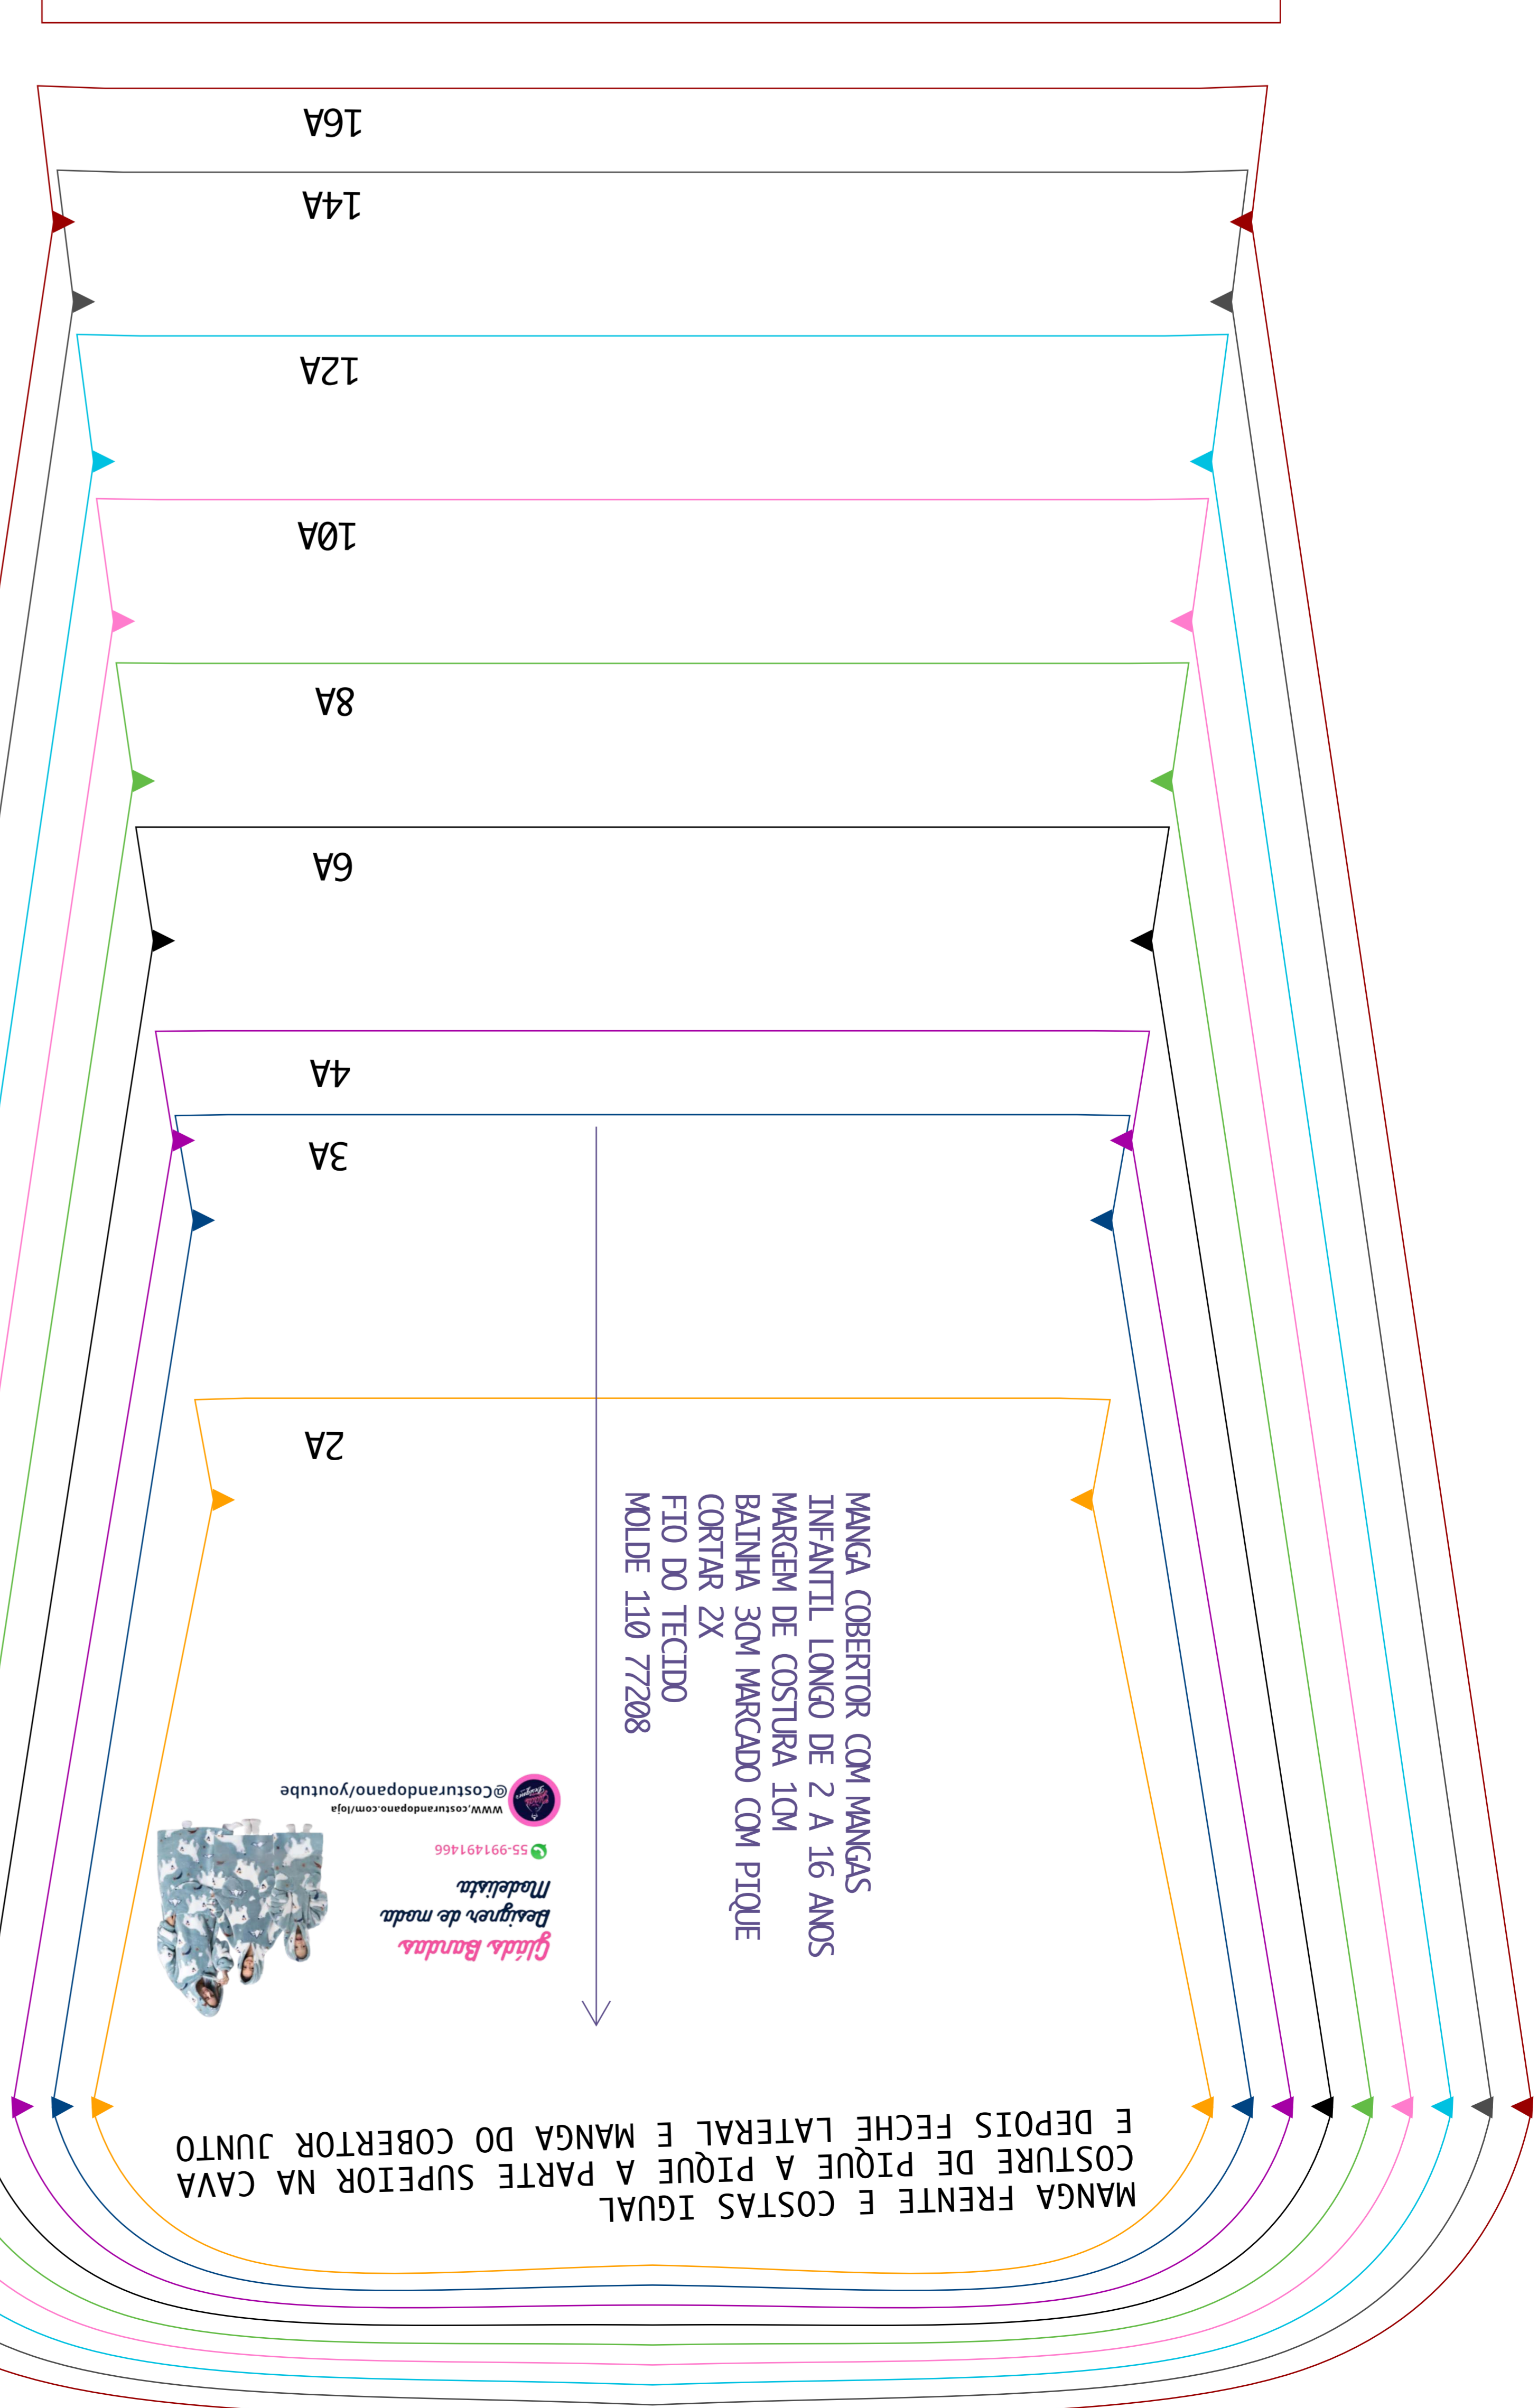 MANGA FRENTE E COSTAS IGUAL
COSTURE DE PIQUE A PIQUE A PARTE SUPEIOR NA CAVA
E DEPOIS FECHE LATERAL E MANGA DO COBERTOR JUNTO
Gláds Bardas
Designer de moda
Modelista
55-991491466
WWW,costurandopano.com/loja
@Costurandopano/youtube
MANGA COBERTOR COM MANGAS
INFANTIL LONGO DE 2 A 16 ANOS
MARGEM DE COSTURA 1CM
BAINHA 3CM MARCADO COM PIQUE
CORTAR 2X
FIO DO TECIDO
MOLDE 110 77208
2A
3A
4A
6A
8A
10A
12A
14A
16A